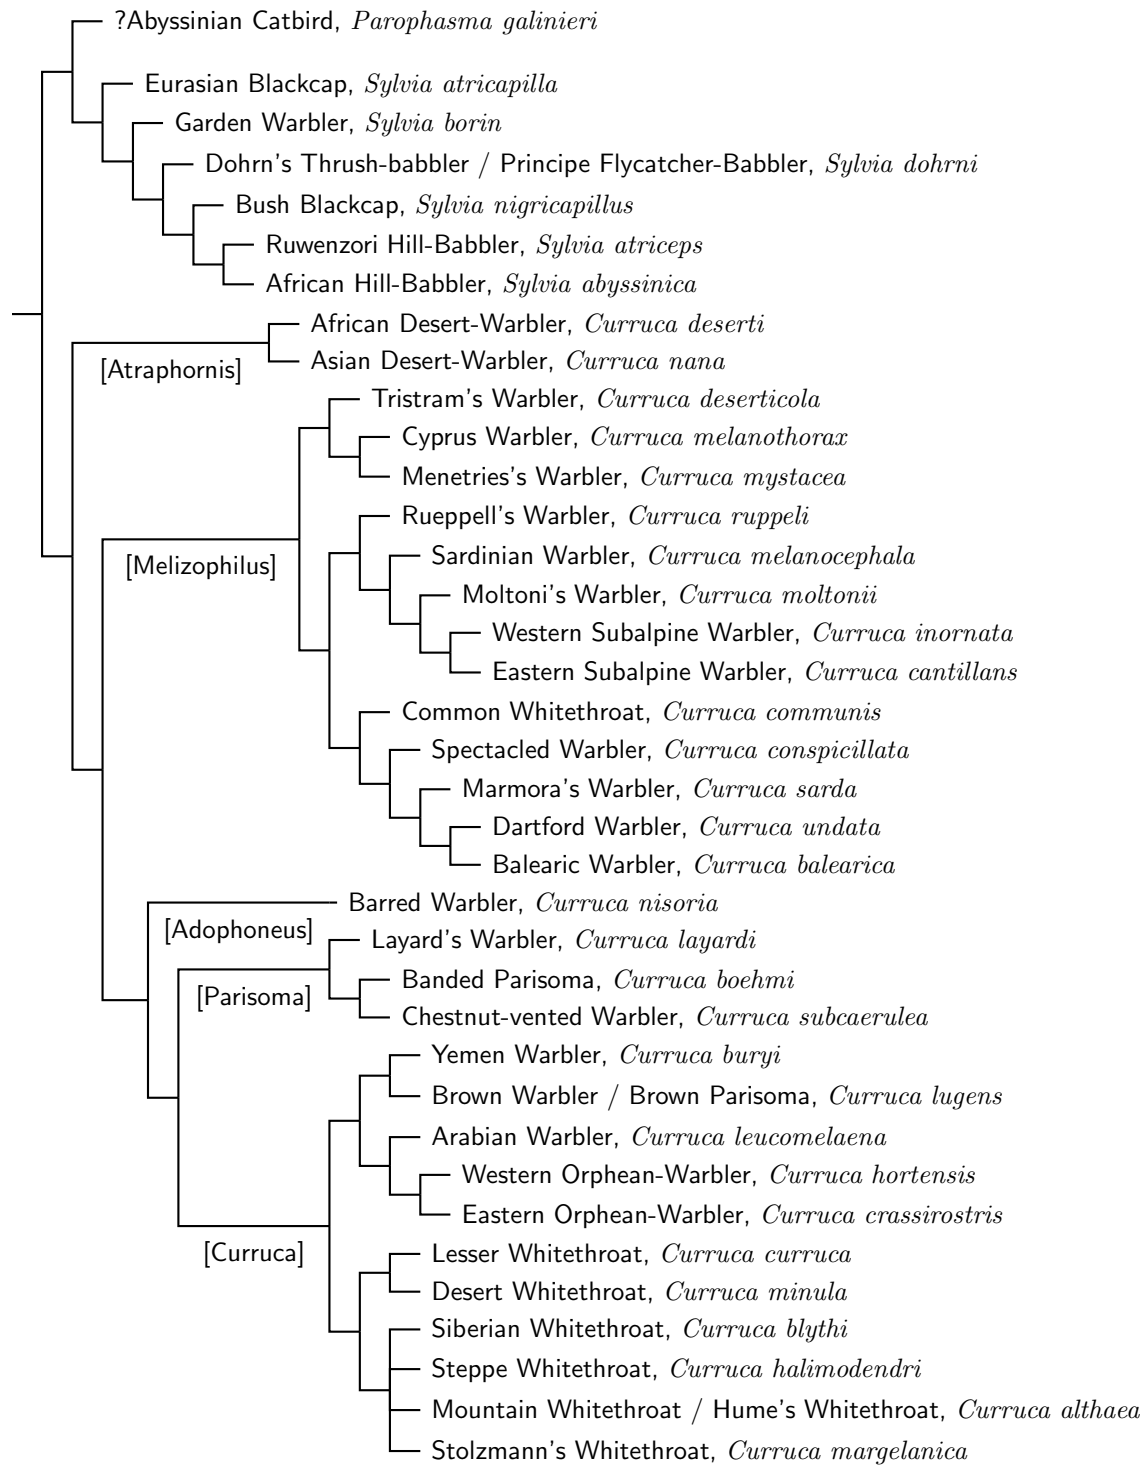 ?Abyssinian Catbird, Parophasma galinieri
Eurasian Blackcap, Sylvia atricapilla
Garden Warbler, Sylvia borin
Dohrn's Thrush-babbler / Principe Flycatcher-Babbler, Sylvia dohrni
Bush Blackcap, Sylvia nigricapillus
Ruwenzori Hill-Babbler, Sylvia atriceps
African Hill-Babbler, Sylvia abyssinica
African Desert-Warbler, Curruca deserti
[Atraphornis]
Asian Desert-Warbler, Curruca nana
Tristram's Warbler, Curruca deserticola
Cyprus Warbler, Curruca melanothorax
Menetries's Warbler, Curruca mystacea
Rueppell's Warbler, Curruca ruppeli
Sardinian Warbler, Curruca melanocephala
[Melizophilus]
Moltoni's Warbler, Curruca moltonii
Western Subalpine Warbler, Curruca inornata
Eastern Subalpine Warbler, Curruca cantillans
Common Whitethroat, Curruca communis
Spectacled Warbler, Curruca conspicillata
Marmora's Warbler, Curruca sarda
Dartford Warbler, Curruca undata
Balearic Warbler, Curruca balearica
Barred Warbler, Curruca nisoria
[Adophoneus]
Layard's Warbler, Curruca layardi
Banded Parisoma, Curruca boehmi
[Parisoma]
Chestnut-vented Warbler, Curruca subcaerulea
Yemen Warbler, Curruca buryi
Brown Warbler / Brown Parisoma, Curruca lugens
Arabian Warbler, Curruca leucomelaena
Western Orphean-Warbler, Curruca hortensis
Eastern Orphean-Warbler, Curruca crassirostris
[Curruca]
Lesser Whitethroat, Curruca curruca
Desert Whitethroat, Curruca minula
Siberian Whitethroat, Curruca blythi
Steppe Whitethroat, Curruca halimodendri
Mountain Whitethroat / Hume's Whitethroat, Curruca althaea
Stolzmann's Whitethroat, Curruca margelanica